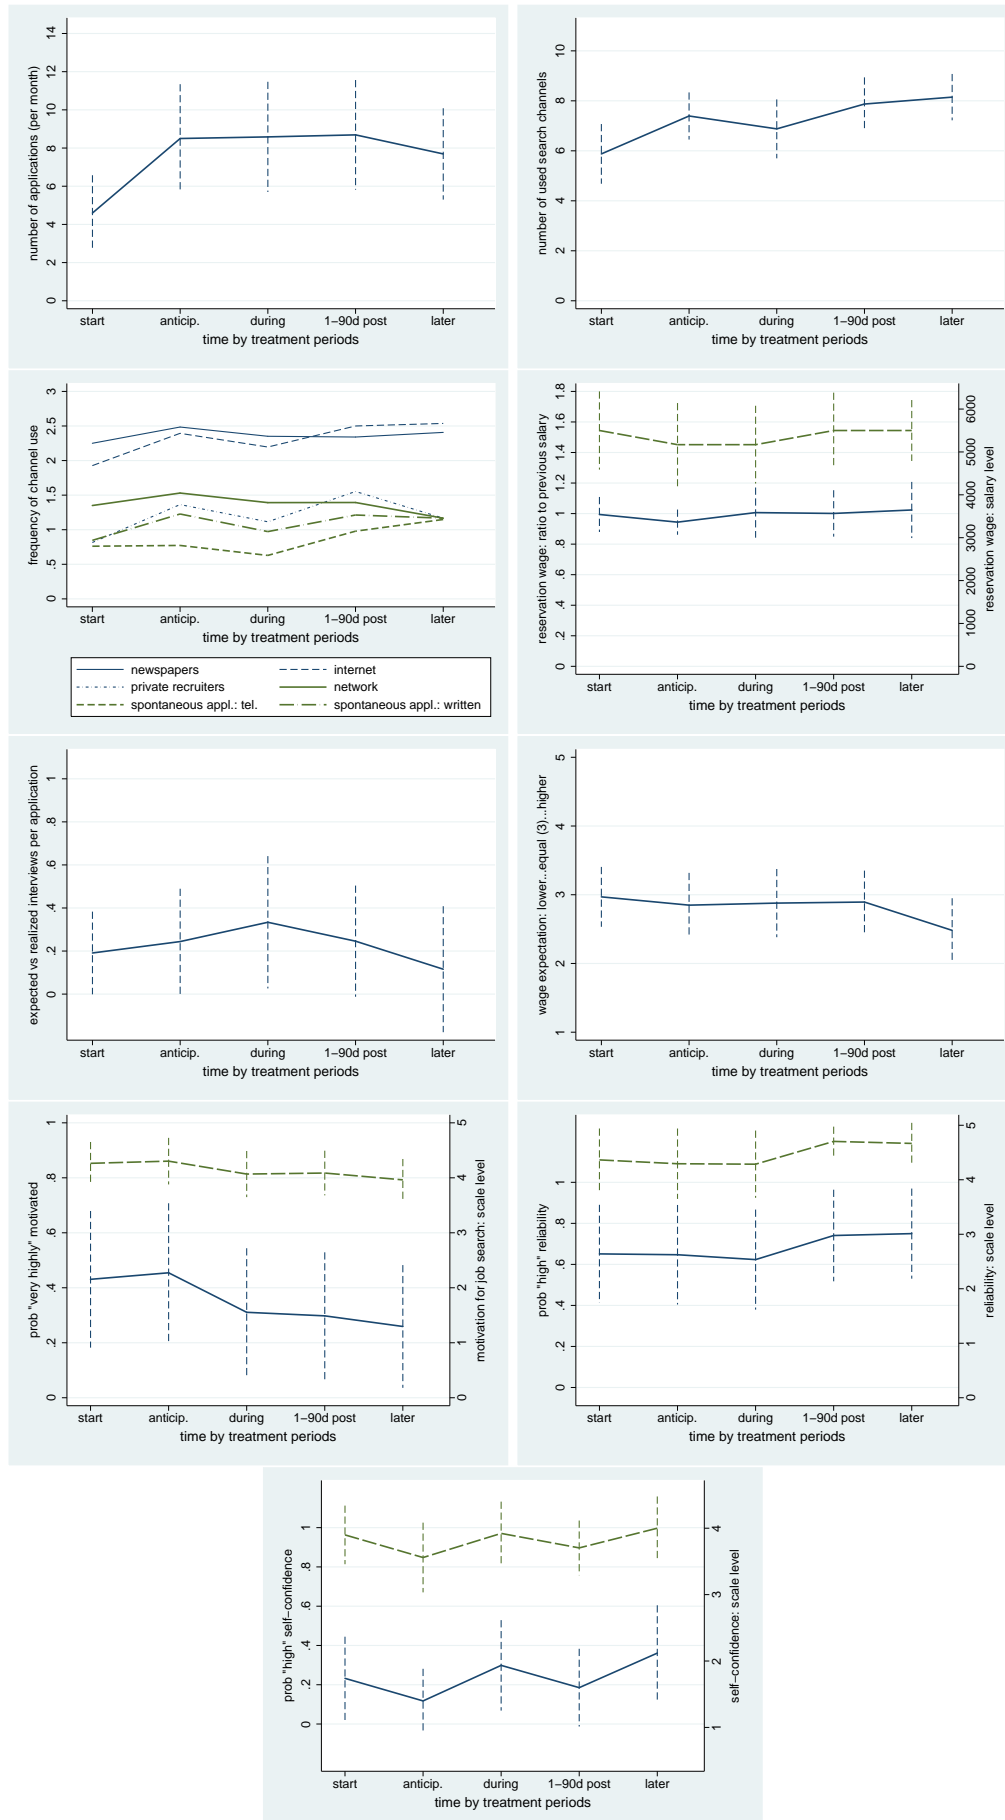 number of applications (per month)
14
12
10
8
6
4
2
0
start anticip. during 1−90d post later
time by treatment periods
number of used search channels
10
8
6
4
2
0
start anticip. during 1−90d post later
time by treatment periods
frequency of channel use
3
2.5
2
1.5
1
.5
0
start anticip. during 1−90d post later
time by treatment periods
newspapers internet
private recruiters network
spontaneous appl.: tel. spontaneous appl.: written
reservation wage: ratio to previous salary
1.8
1.6
1.4
1.2
1
.8
.6
.4
.2
0
reservation wage: salary level
6000
5000
4000
3000
2000
1000
0
start anticip. during 1−90d post later
time by treatment periods
expected vs realized interviews per application
1
.8
.6
.4
.2
0
start anticip. during 1−90d post later
time by treatment periods
wage expectation: lower...equal (3)...higher
5
4
3
2
1
start anticip. during 1−90d post later
time by treatment periods
prob "very highly" motivated
1
.8
.6
.4
.2
0
motivation for job search: scale level
5
4
3
2
1
0
start anticip. during 1−90d post later
time by treatment periods
prob "high" reliability
1
.8
.6
.4
.2
0
reliability: scale level
5
4
3
2
1
0
start anticip. during 1−90d post later
time by treatment periods
prob "high" self−confidence
1
.8
.6
.4
.2
0
self−confidence: scale level
4
3
2
1
start anticip. during 1−90d post later
time by treatment periods